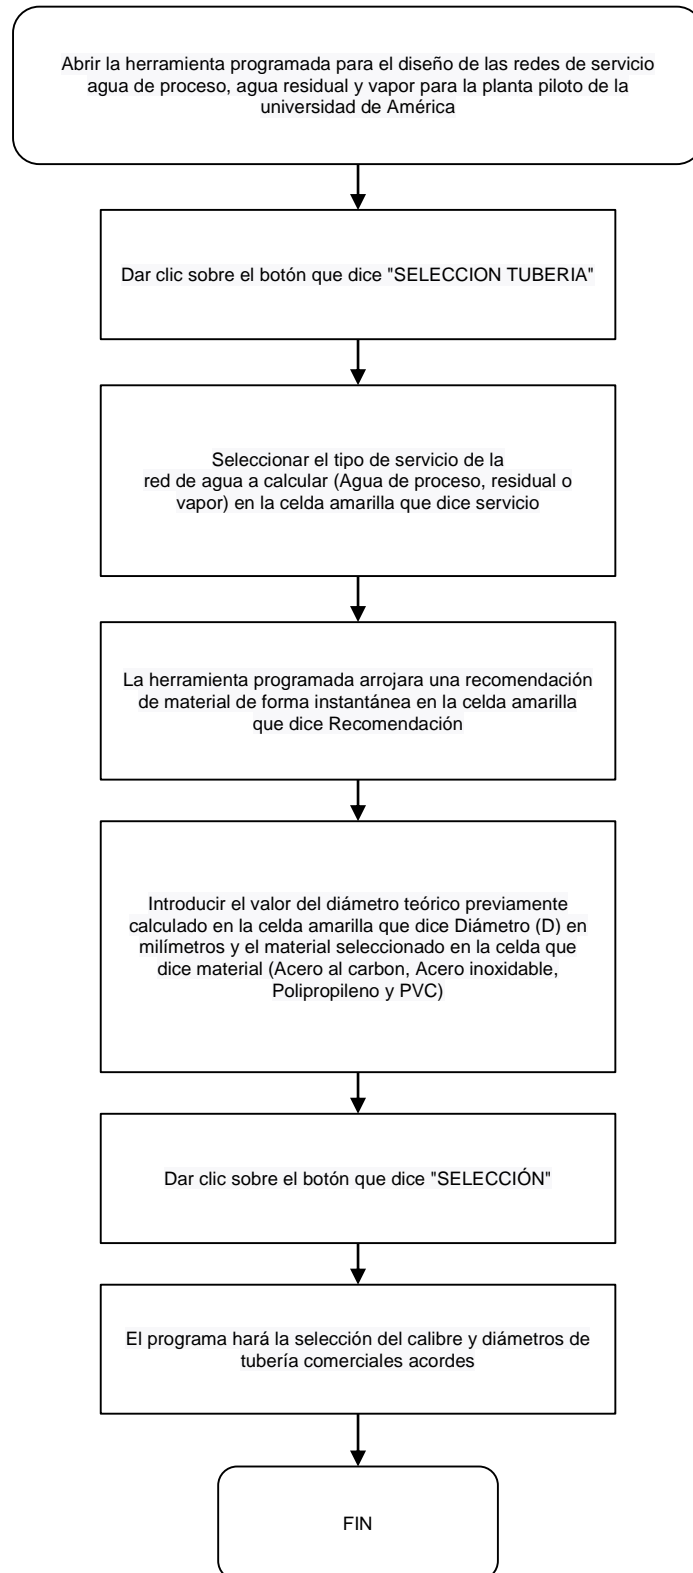 Abrir la herramienta programada para el diseño de las redes de servicio
agua de proceso, agua residual y vapor para la planta piloto de la
universidad de América
Dar clic sobre el botón que dice "SELECCION TUBERIA"
Seleccionar el tipo de servicio de la
red de agua a calcular (Agua de proceso, residual o
vapor) en la celda amarilla que dice servicio
La herramienta programada arrojara una recomendación
de material de forma instantánea en la celda amarilla
que dice Recomendación
Introducir el valor del diámetro teórico previamente
calculado en la celda amarilla que dice Diámetro (D) en
milímetros y el material seleccionado en la celda que
dice material (Acero al carbon, Acero inoxidable,
Polipropileno y PVC)
Dar clic sobre el botón que dice "SELECCIÓN"
El programa hará la selección del calibre y diámetros de
tubería comerciales acordes
FIN